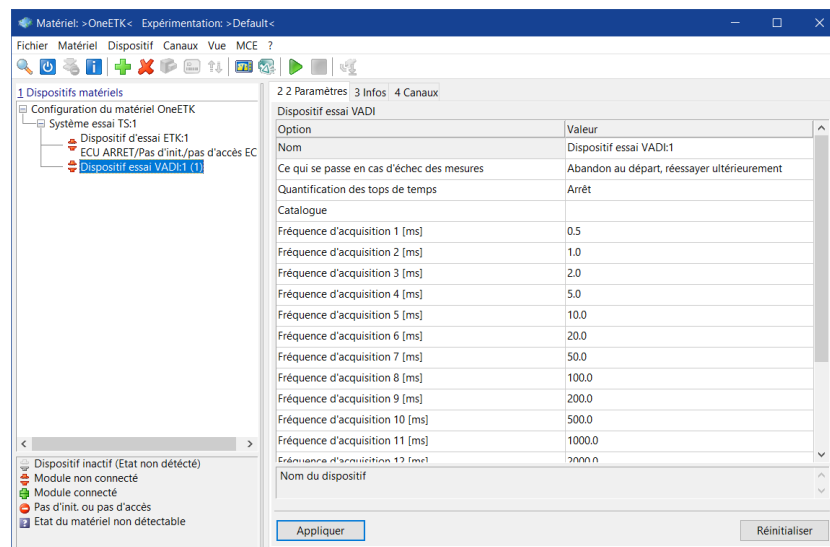 Matériel: >OneETK<   Expérimentation: >Default<
Fichier Matériel Dispositif Canaux Vue MCE ?
1 Dispositifs matériels
Configuration du matériel OneETK
Système essai TS:1
Dispositif d'essai ETK:1
ECU ARRET/Pas d'init./pas d'accès EC
Dispositif essai VADI:1 (1)
Dispositif inactif (Etat non détécté)
Module non connecté
Module connecté
Pas d'init. ou pas d'accès
Etat du matériel non détectable
2 2 Paramètres 3 Infos 4 Canaux
Dispositif essai VADI
Option Valeur
Nom Dispositif essai VADI:1
Ce qui se passe en cas d'échec des mesures Abandon au départ, réessayer ultérieurement
Quantification des tops de temps Arrêt
Catalogue
Fréquence d'acquisition 1 [ms] 0.5
Fréquence d'acquisition 2 [ms] 1.0
Fréquence d'acquisition 3 [ms] 2.0
Fréquence d'acquisition 4 [ms] 5.0
Fréquence d'acquisition 5 [ms] 10.0
Fréquence d'acquisition 6 [ms] 20.0
Fréquence d'acquisition 7 [ms] 50.0
Fréquence d'acquisition 8 [ms] 100.0
Fréquence d'acquisition 9 [ms] 200.0
Fréquence d'acquisition 10 [ms] 500.0
Fréquence d'acquisition 11 [ms] 1000.0
Fréquence d'acquisition 12 [ms] 2000.0
Nom du dispositif
Appliquer Réinitialiser